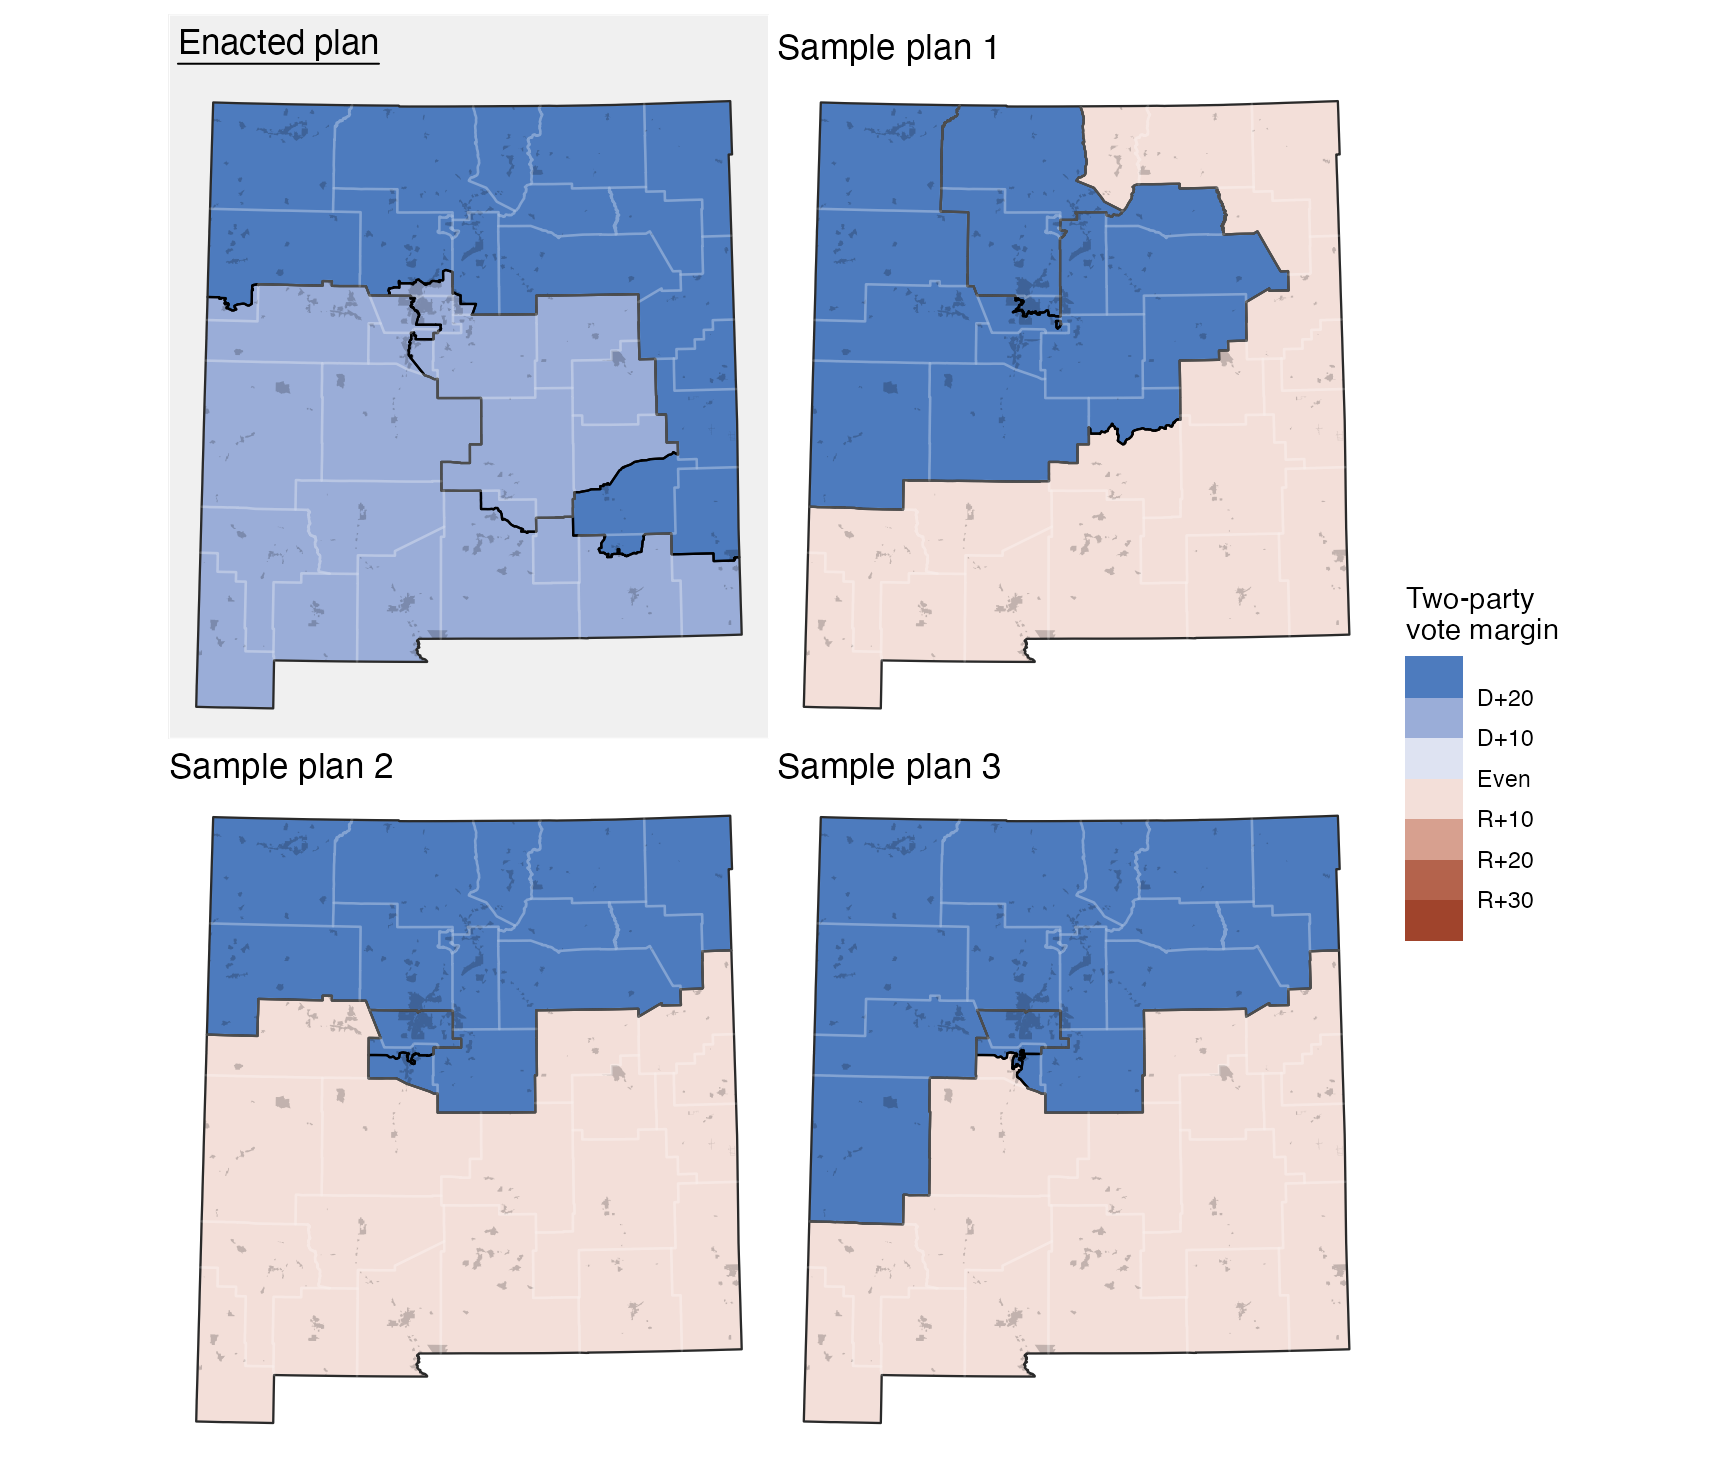 Enacted plan
Sample plan 1
Sample plan 2
Sample plan 3
Two-party
vote margin
D+20
D+10
Even
R+10
R+20
R+30